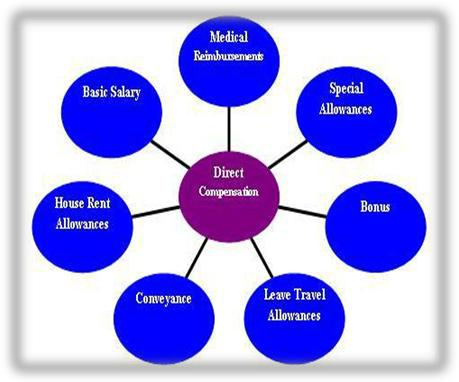 Medical
Reimbursements
Basic Salary
Special
Allowances
Direct
Compensation
House Rent
Allowances
Bonus
Conveyance
Leave Travel
Allowances